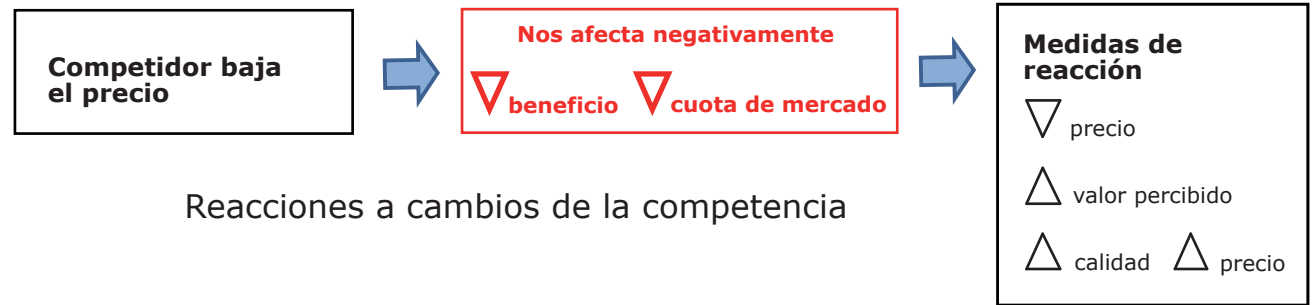 Competidor baja
el precio
Nos afecta negativamente
beneficio
cuota de mercado
Medidas de
reacción
precio
valor percibido
calidad
precio
Reacciones a cambios de la competencia